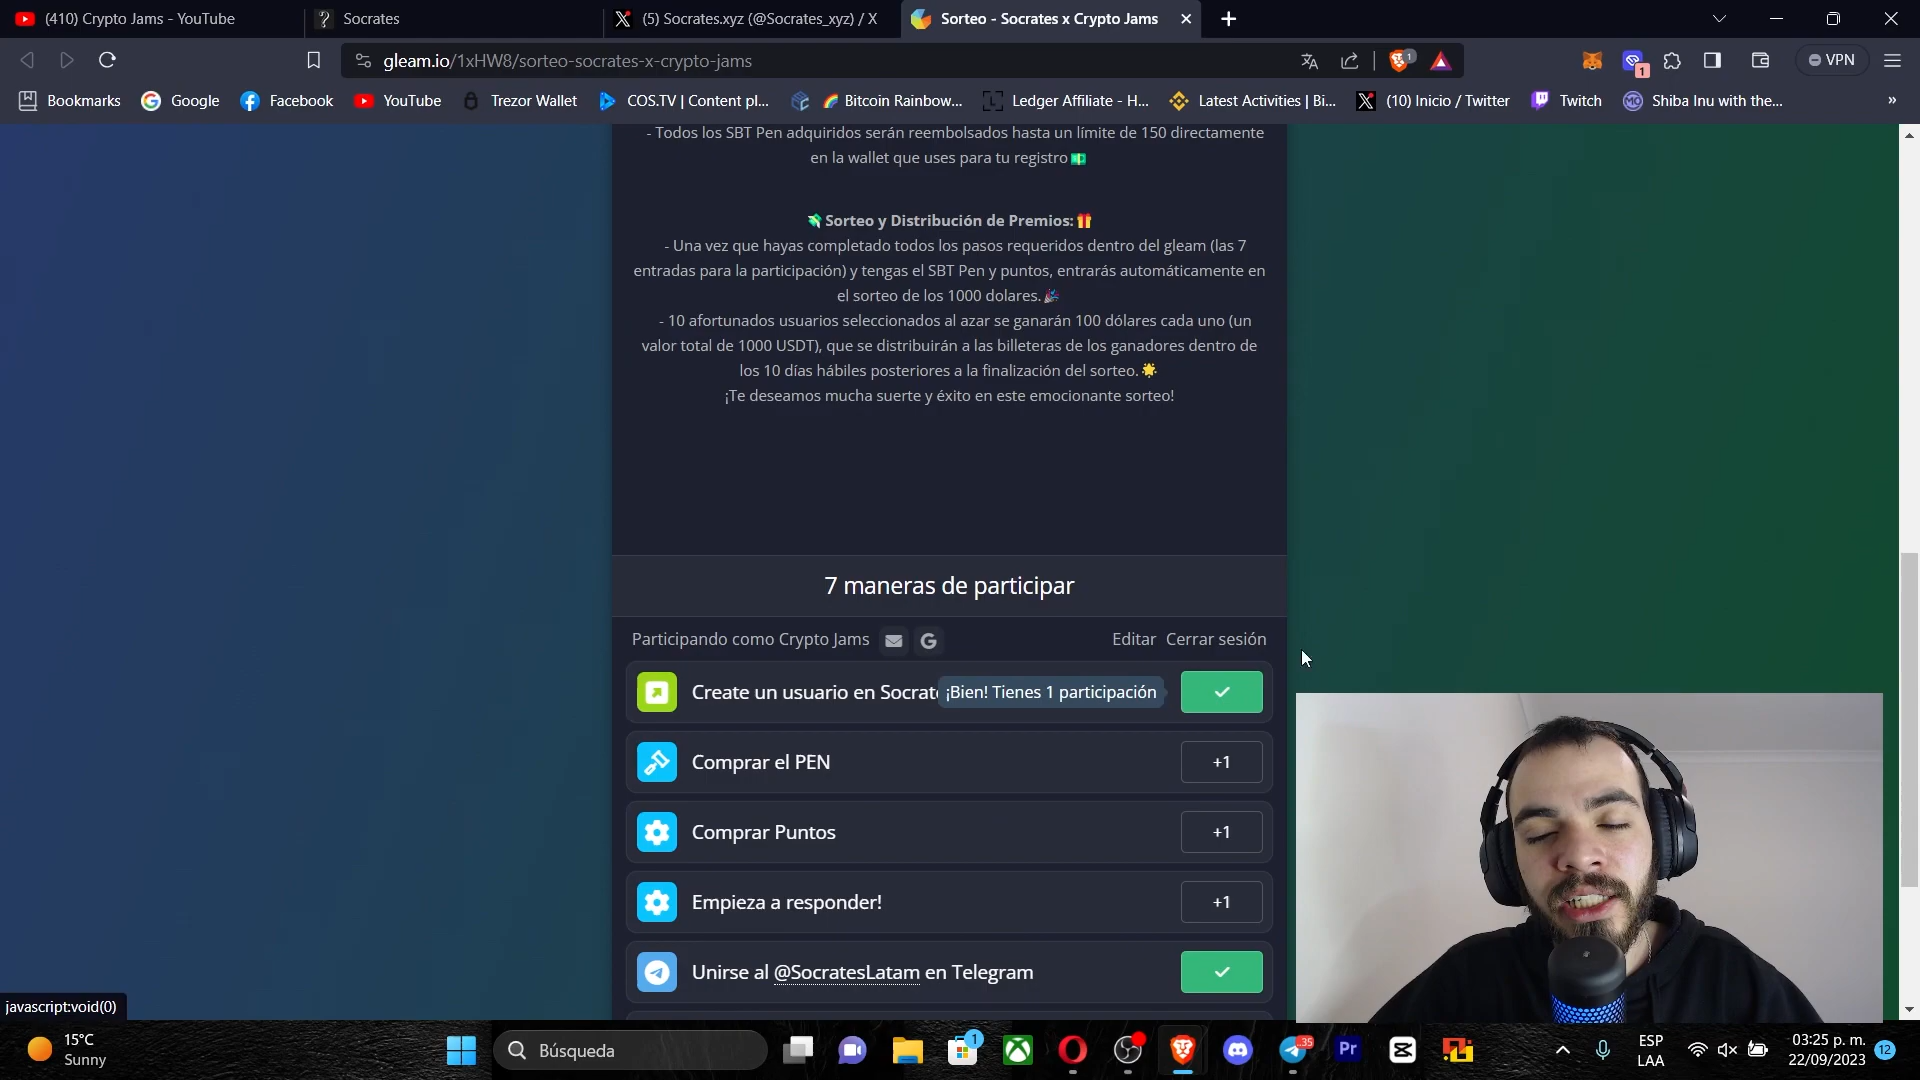 (410) Crypto Jams - YouTube
Socrates
(5) Socrates.xyz (@Socrates_xyz) / X
Sorteo - Socrates x Crypto Jams
gleam.io/1xHW8/sorteo-socrates-x-crypto-jams
1
1
VPN
Bookmarks
Google
Facebook
YouTube
Trezor Wallet
COS.TV | Content pl...
Bitcoin Rainbow...
Ledger Affiliate - H...
Latest Activities | Bi...
(10) Inicio / Twitter
Twitch
Shiba Inu with the...
»
- Todos los SBT Pen adquiridos serán reembolsados hasta un límite de 150 directamente
en la wallet que uses para tu registro💵
💸Sorteo y Distribución de Premios:🎁
- Una vez que hayas completado todos los pasos requeridos dentro del gleam (las 7
entradas para la participación) y tengas el SBT Pen y puntos, entrarás automáticamente en
el sorteo de los 1000 dolares.🎉
- 10 afortunados usuarios seleccionados al azar se ganarán 100 dólares cada uno (un
valor total de 1000 USDT), que se distribuirán a las billeteras de los ganadores dentro de
los 10 días hábiles posteriores a la finalización del sorteo.🌟
¡Te deseamos mucha suerte y éxito en este emocionante sorteo!
7 maneras de participar
Participando como Crypto Jams
Editar Cerrar sesión
Create un usuario en Socrat
¡Bien! Tienes 1 participación
Comprar el PEN
+1
Comprar Puntos
+1
Empieza a responder!
+1
Unirse al @SocratesLatam en Telegram
javascript:void(0)
15°C
Sunny
Búsqueda
1
35
Pr
ESP
LAA
03:25 p. m.
22/09/2023
12